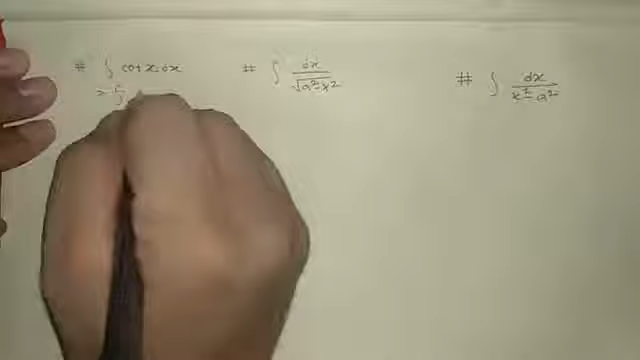 # ∫ cot x dx
# ∫ dx / √a²-x²
# ∫ dx / x²-a²
= ∫